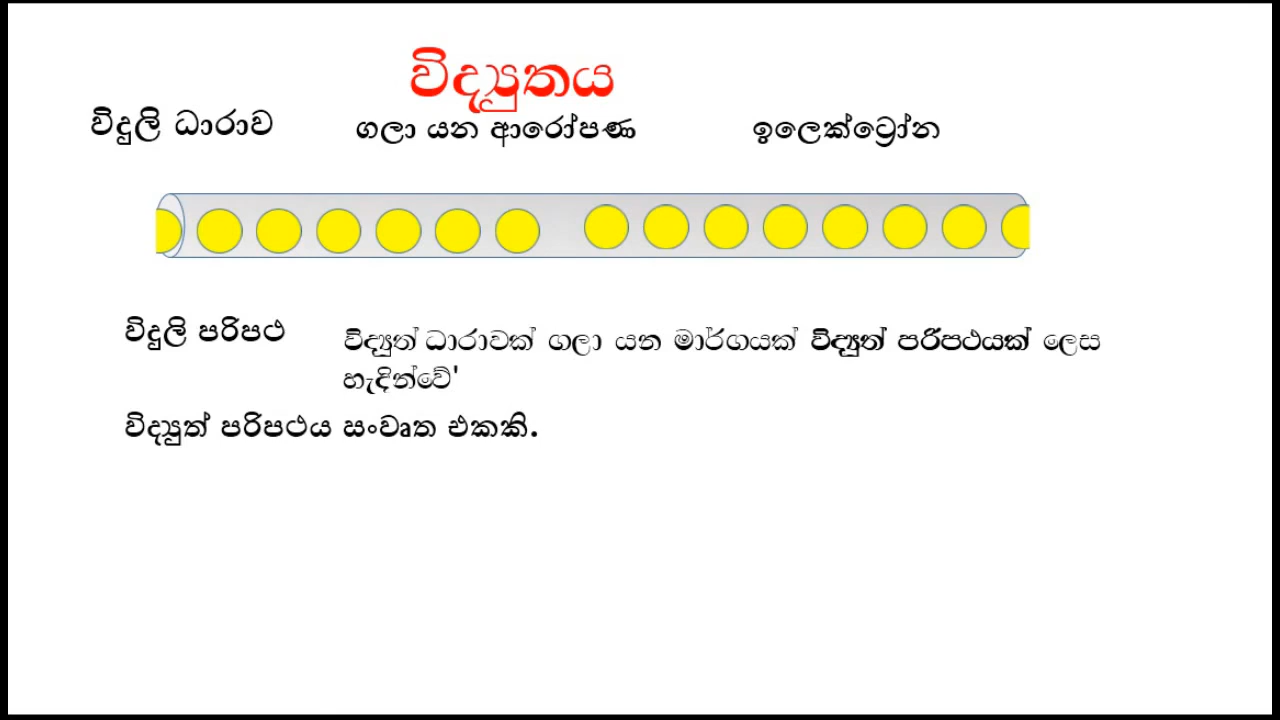 විද්‍යුතය
විදුලි ධාරාව ගලා යන ආරෝපණ ඉලෙක්ට්‍රෝන
විදුලි පරිපථ විද්‍යුත් ධාරාවක් ගලා යන මාර්ගයක් විද්‍යුත් පරිපථයක් ලෙස
හැඳින්වේ'
විද්‍යුත් පරිපථය සංවෘත එකකි.